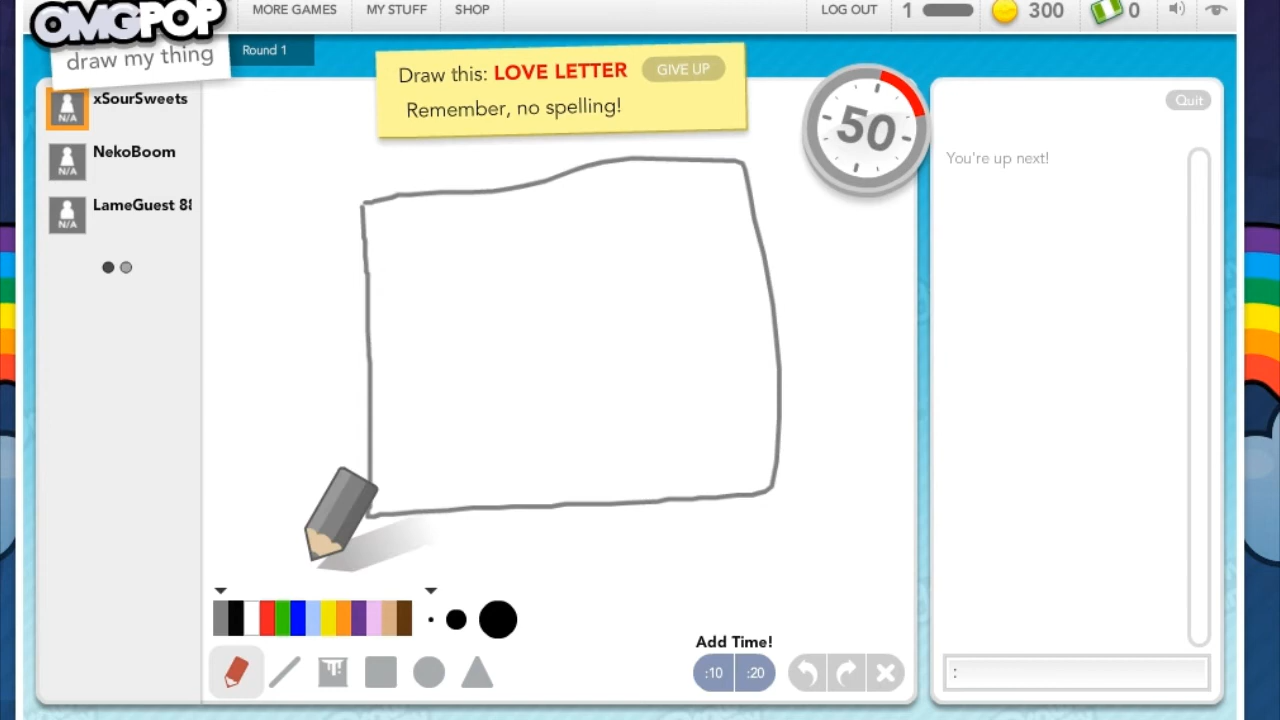 MORE GAMES
MY STUFF
SHOP
LOG OUT
1
300
0
OMGPOP
draw my thing
Round 1
Draw this: LOVE LETTER
GIVE UP
Remember, no spelling!
50
Quit
You're up next!
N/A
xSourSweets
N/A
NekoBoom
N/A
LameGuest 88
Add Time!
:10
:20
: